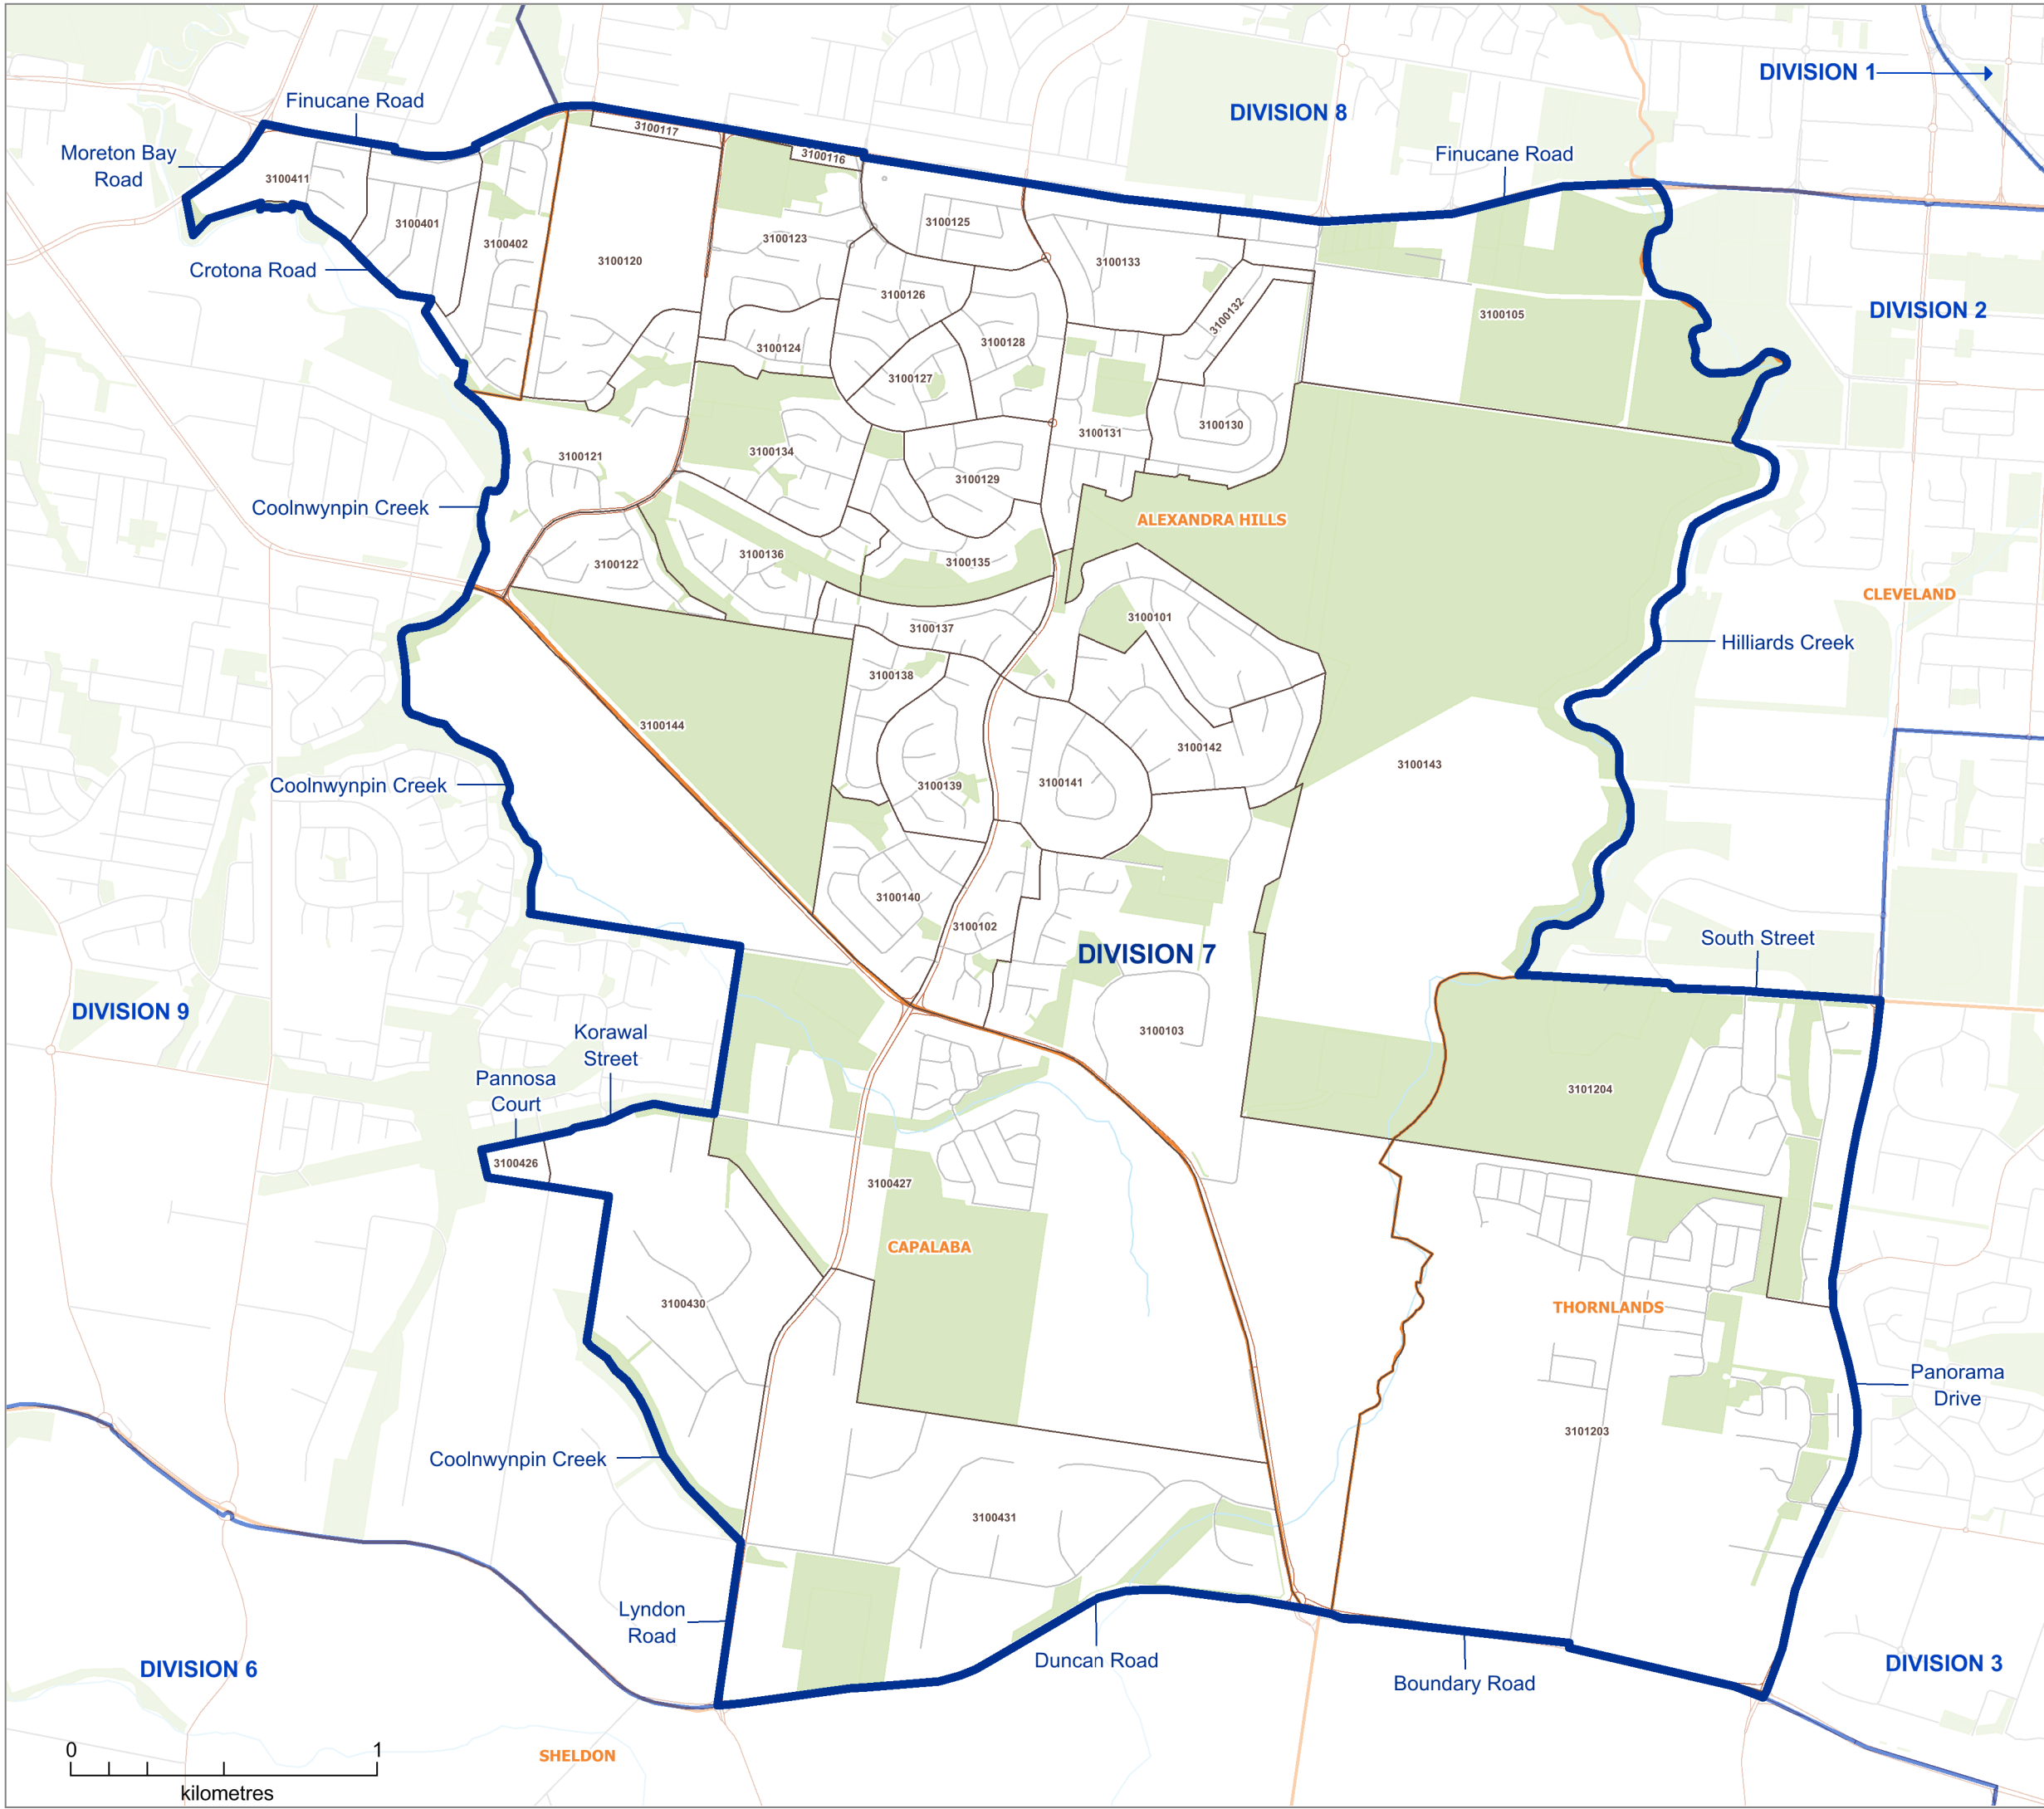 DIVISION 1
Finucane Road
DIVISION 8
3100117
Moreton Bay
Road
3100116
Finucane Road
3100411
3100401
3100402
3100125
3100123
3100120
3100133
Crotona Road
3100126
3100132
3100105
DIVISION 2
3100128
3100124
3100127
3100130
3100131
3100134
3100121
3100129
Coolnwynpin Creek
ALEXANDRA HILLS
3100136
3100122
3100135
CLEVELAND
3100101
3100137
Hilliards Creek
3100138
3100144
3100142
3100143
Coolnwynpin Creek
3100139
3100141
3100140
3100102
South Street
DIVISION 7
DIVISION 9
Korawal
Street
3100103
Pannosa
Court
3101204
3100426
3100427
CAPALABA
3100430
THORNLANDS
Panorama
Drive
3101203
Coolnwynpin Creek
3100431
Lyndon
Road
Duncan Road
DIVISION 6
DIVISION 3
Boundary Road
0 1
SHELDON
kilometres